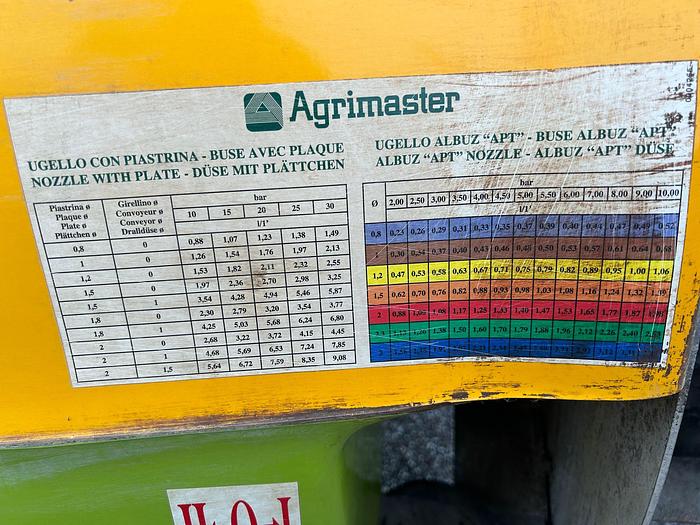 Agrimaster
UGELLO CON PIASTRINA - BUSE AVEC PLAQUE
NOZZLE WITH PLATE - DÜSE MIT PLÄTTCHEN
Piastrina ø Girellino ø bar
Plaque ø Convoyeur ø 10 15 20 25 30
Plate ø Conveyor ø l/1'
Plättchen ø Dralldüse ø
0,8 0 0,88 1,07 1,23 1,38 1,49
1 0 1,26 1,54 1,76 1,97 2,13
1,2 0 1,53 1,82 2,11 2,32 2,55
1,5 0 1,97 2,36 2,70 2,98 3,25
1,5 1 3,54 4,28 4,94 5,46 5,87
1,8 0 2,30 2,79 3,20 3,54 3,77
1,8 1 4,25 5,03 5,68 6,24 6,80
2 0 2,68 3,22 3,72 4,15 4,45
2 1 4,68 5,69 6,53 7,24 7,85
2 1,5 5,64 6,72 7,59 8,35 9,08
UGELLO ALBUZ “APT” - BUSE ALBUZ “APT”
ALBUZ “APT” NOZZLE - ALBUZ “APT” DÜSE
bar
Ø 2,00 2,50 3,00 3,50 4,00 4,50 5,00 5,50 6,00 7,00 8,00 9,00 10,00
l/1'
0,8 0,23 0,26 0,29 0,31 0,33 0,35 0,37 0,39 0,40 0,44 0,47 0,49 0,52
1 0,30 0,34 0,37 0,40 0,43 0,46 0,48 0,50 0,53 0,57 0,61 0,64 0,68
1,2 0,47 0,53 0,58 0,63 0,67 0,71 0,75 0,79 0,82 0,89 0,95 1,00 1,06
1,5 0,62 0,70 0,76 0,82 0,88 0,93 0,98 1,03 1,08 1,16 1,24 1,32 1,39
2 0,88 1,08 1,17 1,25 1,33 1,40 1,47 1,53 1,65 1,77 1,87
1,38 1,50 1,60 1,70 1,79 1,88 1,96 2,12 2,26 2,40
2